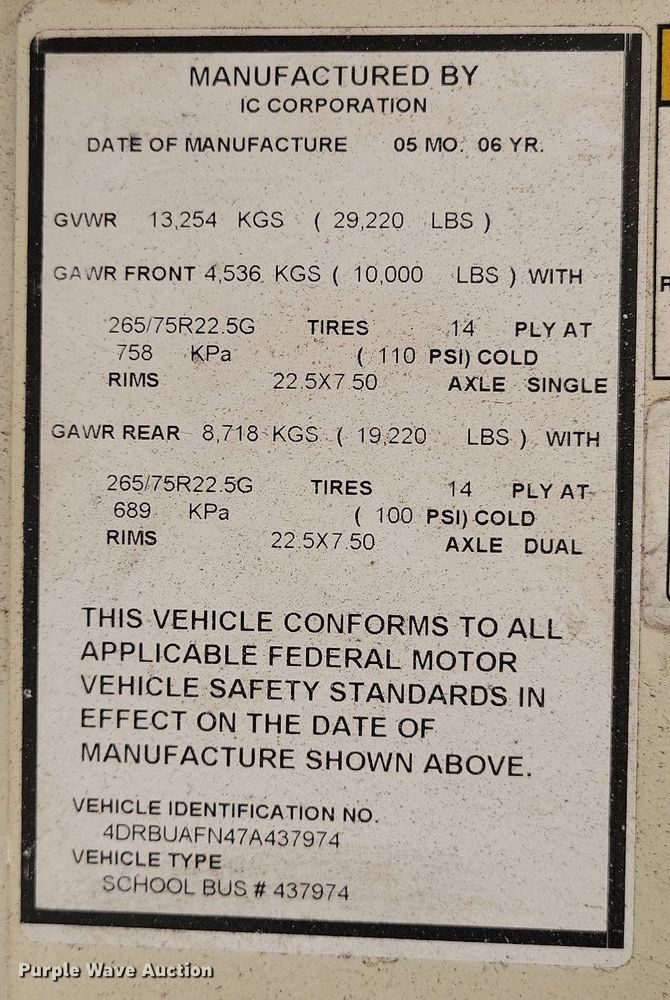 MANUFACTURED BY
IC CORPORATION
DATE OF MANUFACTURE 05 MO. 06 YR.
GVWR 13,254 KGS ( 29,220 LBS )
GAWR FRONT 4,536 KGS ( 10,000 LBS ) WITH
265/75R22.5G TIRES 14 PLY AT
758 KPa ( 110 PSI) COLD
RIMS 22.5X7.50 AXLE SINGLE
GAWR REAR 8,718 KGS ( 19,220 LBS ) WITH
265/75R22.5G TIRES 14 PLY AT
689 KPa ( 100 PSI) COLD
RIMS 22.5X7.50 AXLE DUAL
THIS VEHICLE CONFORMS TO ALL
APPLICABLE FEDERAL MOTOR
VEHICLE SAFETY STANDARDS IN
EFFECT ON THE DATE OF
MANUFACTURE SHOWN ABOVE.
VEHICLE IDENTIFICATION NO.
4DRBUAFN47A437974
VEHICLE TYPE
SCHOOL BUS # 437974
Purple Wave Auction